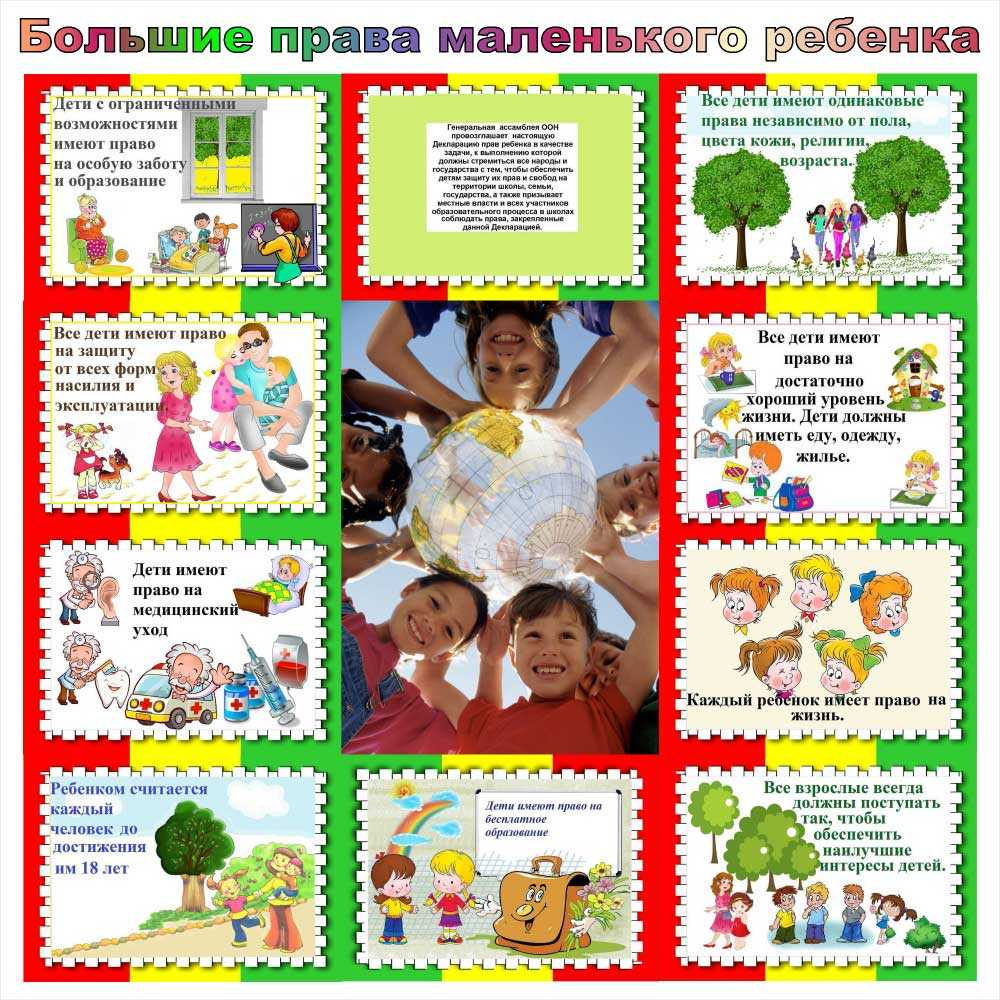 Большие права маленького ребенка
Дети с ограниченными
возможностями
имеют право
на особую заботу
и образование
Генеральная ассамблея ООН
провозглашает настоящую
Декларацию прав ребенка в качестве
задачи, к выполнению которой
должны стремиться все народы и
государства с тем, чтобы обеспечить
детям защиту их прав и свобод на
территории школы, семьи,
государства, а также призывает
местные власти и всех участников
образовательного процесса в школах
соблюдать права, закрепленные
данной Декларацией.
Все дети имеют одинаковые
права независимо от пола,
цвета кожи, религии,
возраста.
Все дети имеют право
на защиту
от всех форм
насилия и
эксплуатации.
Все дети имеют
право на
достаточно
хороший уровень
жизни. Дети должны
иметь еду, одежду,
жилье.
Дети имеют
право на
медицинский
уход
Каждый ребенок имеет право на
жизнь.
Ребенком считается
каждый
человек до
достижения
им 18 лет
Дети имеют право на
бесплатное
образование
Все взрослые всегда
должны поступать
так, чтобы
обеспечить
наилучшие
интересы детей.